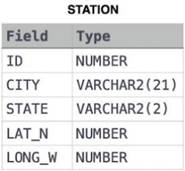 STATION
Field Type
ID NUMBER
CITY VARCHAR2(21)
STATE VARCHAR2(2)
LAT_N NUMBER
LONG_W NUMBER